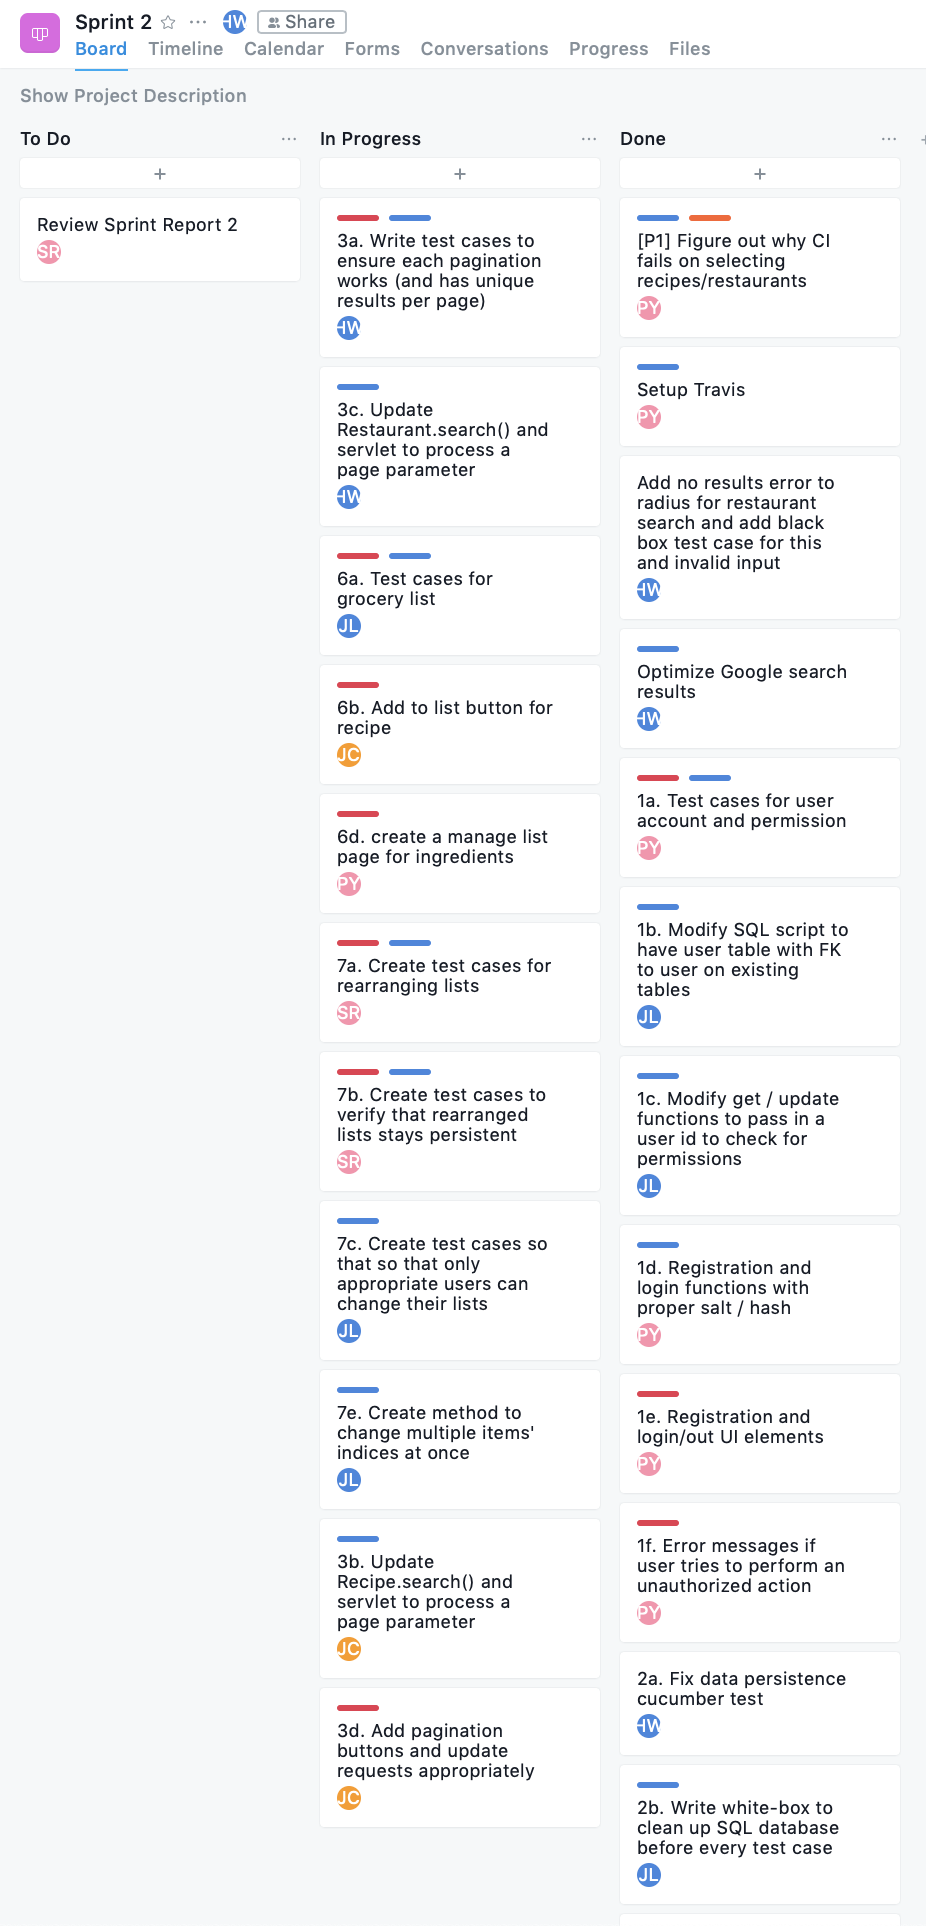 Sprint 2
HW
Share
Board Timeline Calendar Forms Conversations Progress Files
Show Project Description
To Do
+
Review Sprint Report 2
SR
In Progress
+
3a. Write test cases to
ensure each pagination
works (and has unique
results per page)
HW
3c. Update
Restaurant.search() and
servlet to process a
page parameter
HW
6a. Test cases for
grocery list
JL
6b. Add to list button for
recipe
JC
6d. create a manage list
page for ingredients
PY
7a. Create test cases for
rearranging lists
SR
7b. Create test cases to
verify that rearranged
lists stays persistent
SR
7c. Create test cases so
that so that only
appropriate users can
change their lists
JL
7e. Create method to
change multiple items'
indices at once
JL
3b. Update
Recipe.search() and
servlet to process a
page parameter
JC
3d. Add pagination
buttons and update
requests appropriately
JC
Done
+
[P1] Figure out why CI
fails on selecting
recipes/restaurants
PY
Setup Travis
PY
Add no results error to
radius for restaurant
search and add black
box test case for this
and invalid input
HW
Optimize Google search
results
HW
1a. Test cases for user
account and permission
PY
1b. Modify SQL script to
have user table with FK
to user on existing
tables
JL
1c. Modify get / update
functions to pass in a
user id to check for
permissions
JL
1d. Registration and
login functions with
proper salt / hash
PY
1e. Registration and
login/out UI elements
PY
1f. Error messages if
user tries to perform an
unauthorized action
PY
2a. Fix data persistence
cucumber test
HW
2b. Write white-box to
clean up SQL database
before every test case
JL